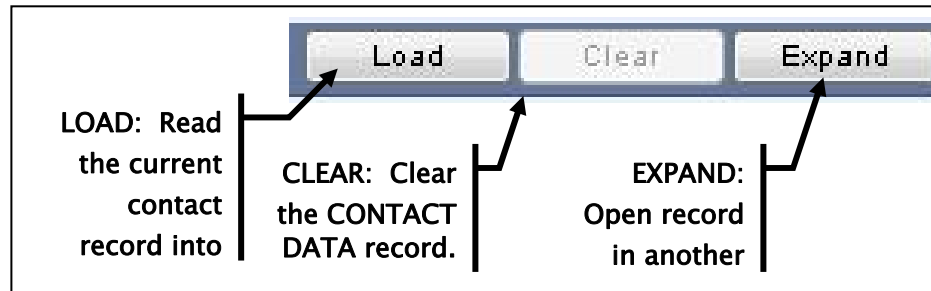 Load Clear Expand
LOAD: Read
the current
contact
record into
CLEAR: Clear
the CONTACT
DATA record.
EXPAND:
Open record
in another